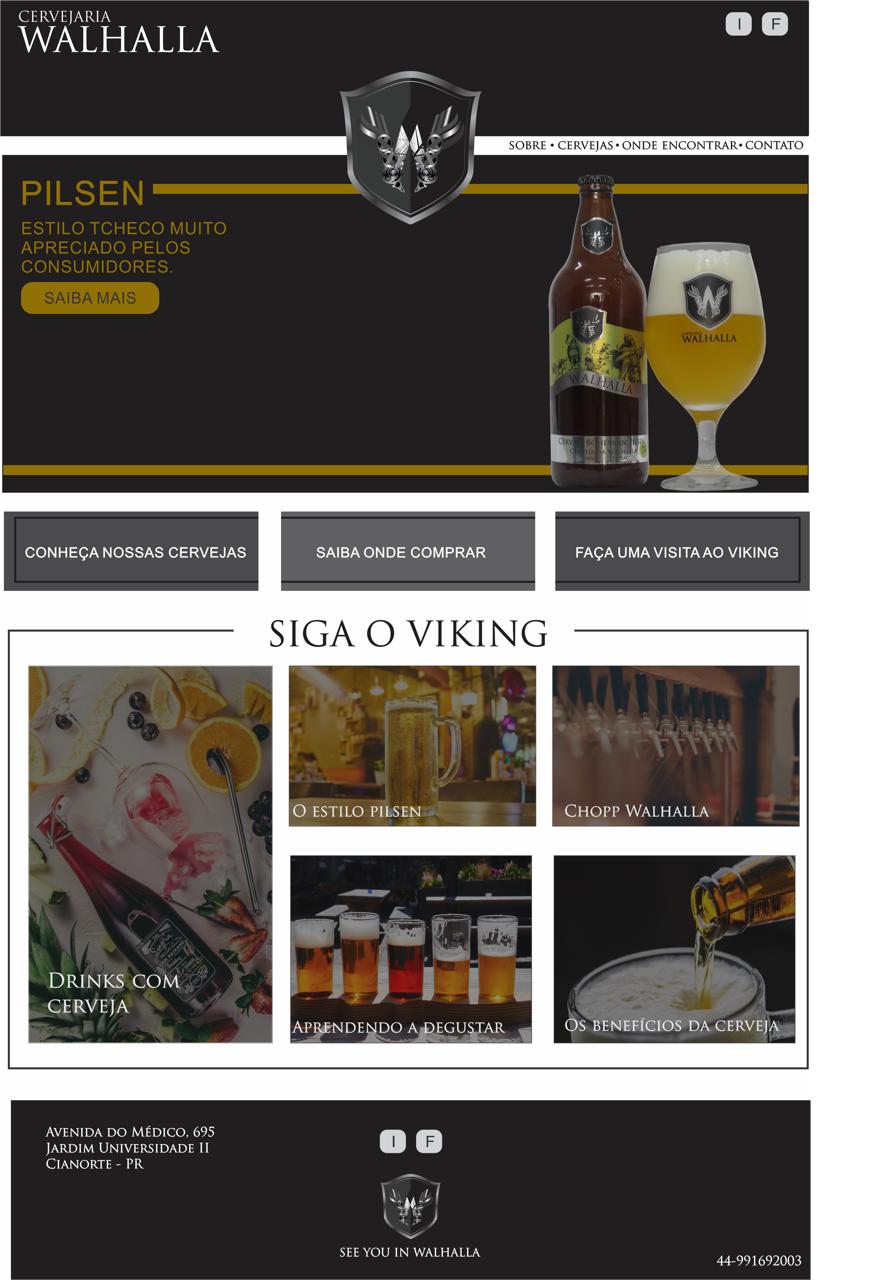 CERVEJARIA
WALHALLA
I F
SOBRE • CERVEJAS • ONDE ENCONTRAR • CONTATO
PILSEN
ESTILO TCHECO MUITO
APRECIADO PELOS
CONSUMIDORES.
SAIBA MAIS
WALHALLA
WALHALLA
CONHEÇA NOSSAS CERVEJAS
SAIBA ONDE COMPRAR
FAÇA UMA VISITA AO VIKING
SIGA O VIKING
O ESTILO PILSEN
CHOPP WALHALLA
DRINKS COM
CERVEJA
APRENDENDO A DEGUSTAR
OS BENEFÍCIOS DA CERVEJA
AVENIDA DO MÉDICO, 695
JARDIM UNIVERSIDADE II
CIANORTE - PR
I F
SEE YOU IN WALHALLA
44-991692003